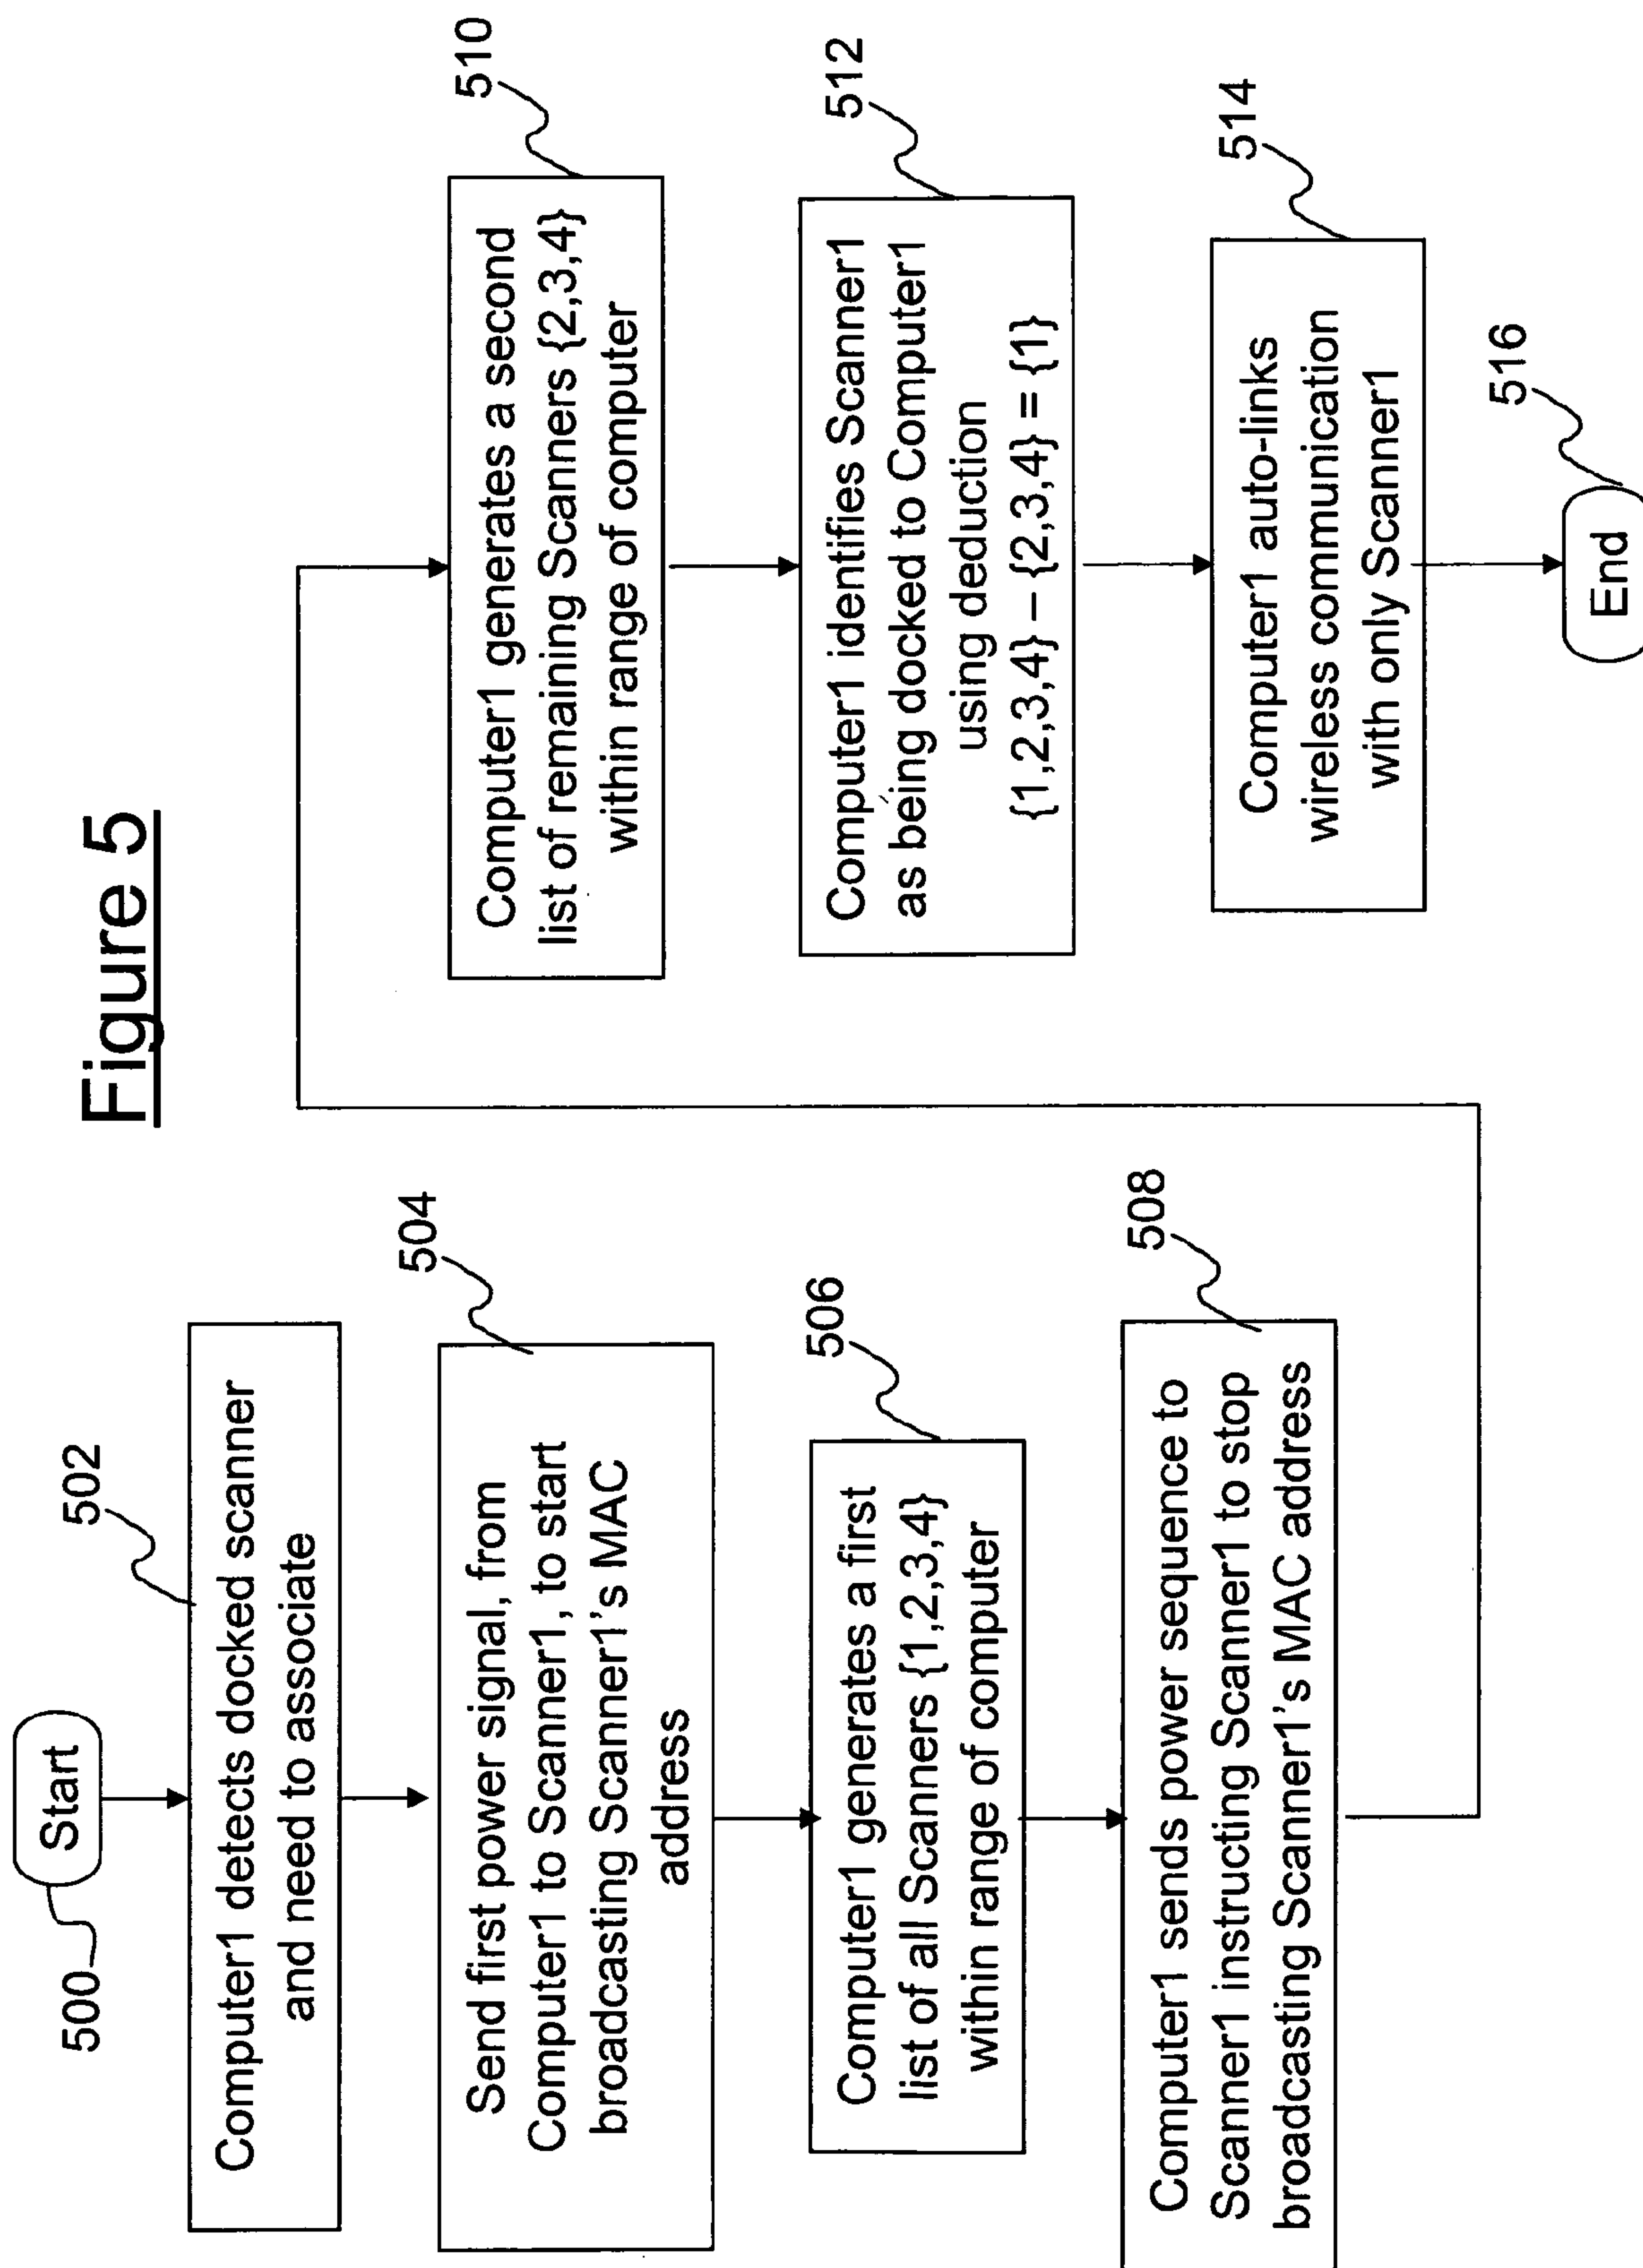 Figure 5
Start
500
502
Computer1 detects docked scanner
and need to associate
504
Send first power signal, from
Computer1 to Scanner1, to start
broadcasting Scanner1's MAC
address
506
Computer1 generates a first
list of all Scanners {1,2,3,4}
within range of computer
508
Computer1 sends power sequence to
Scanner1 instructing Scanner1 to stop
broadcasting Scanner1's MAC address
510
Computer1 generates a second
list of remaining Scanners {2,3,4}
within range of computer
512
Computer1 identifies Scanner1
as being docked to Computer1
using deduction
{1,2,3,4} – {2,3,4} = {1}
514
Computer1 auto-links
wireless communication
with only Scanner1
516
End